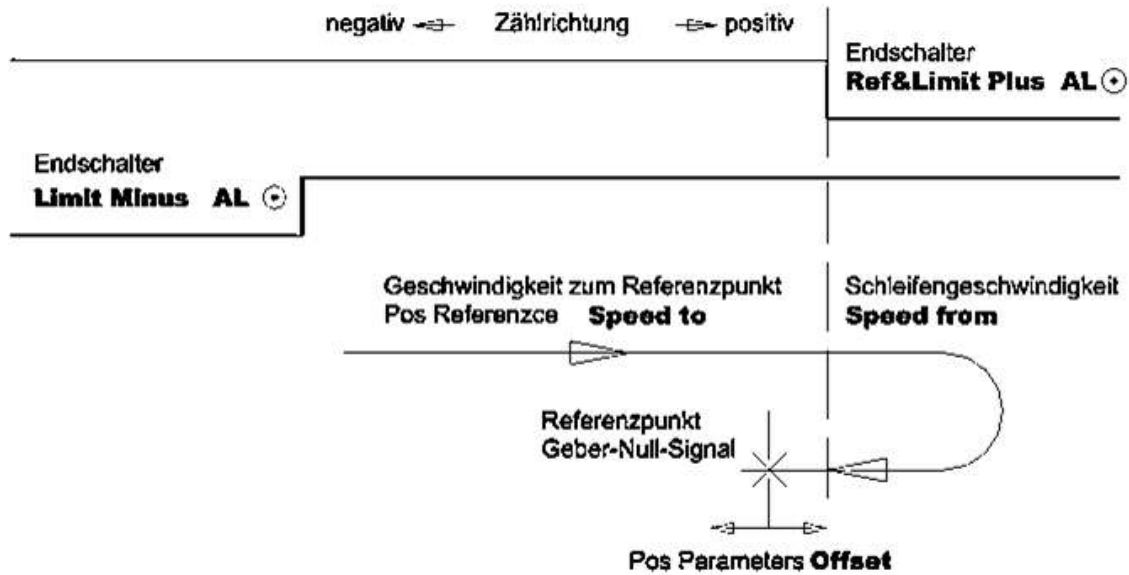 negativ Zählrichtung positiv
Endschalter
Ref&Limit Plus AL
Endschalter
Limit Minus AL
Geschwindigkeit zum Referenzpunkt
Pos Referenzce Speed to
Schleifengeschwindigkeit
Speed from
Referenzpunkt
Geber-Null-Signal
Pos Parameters Offset